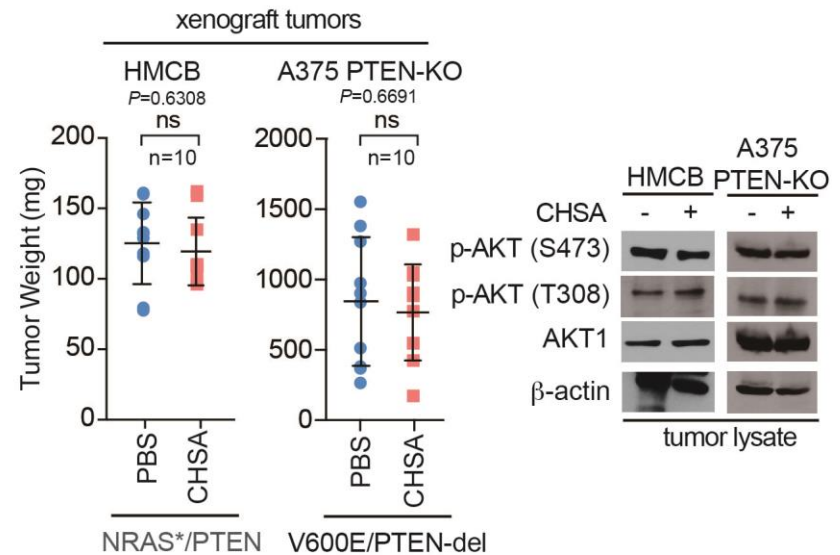 xenograft tumors
HMCB
P=0.6308
ns
n=10
A375 PTEN-KO
P=0.6691
ns
n=10
Tumor Weight (mg)
200
150
100
50
0
2000
1500
1000
500
0
PBS
CHSA
PBS
CHSA
NRAS*/PTEN
V600E/PTEN-del
HMCB
A375
PTEN-KO
CHSA - + - +
p-AKT (S473)
p-AKT (T308)
AKT1
β-actin
tumor lysate